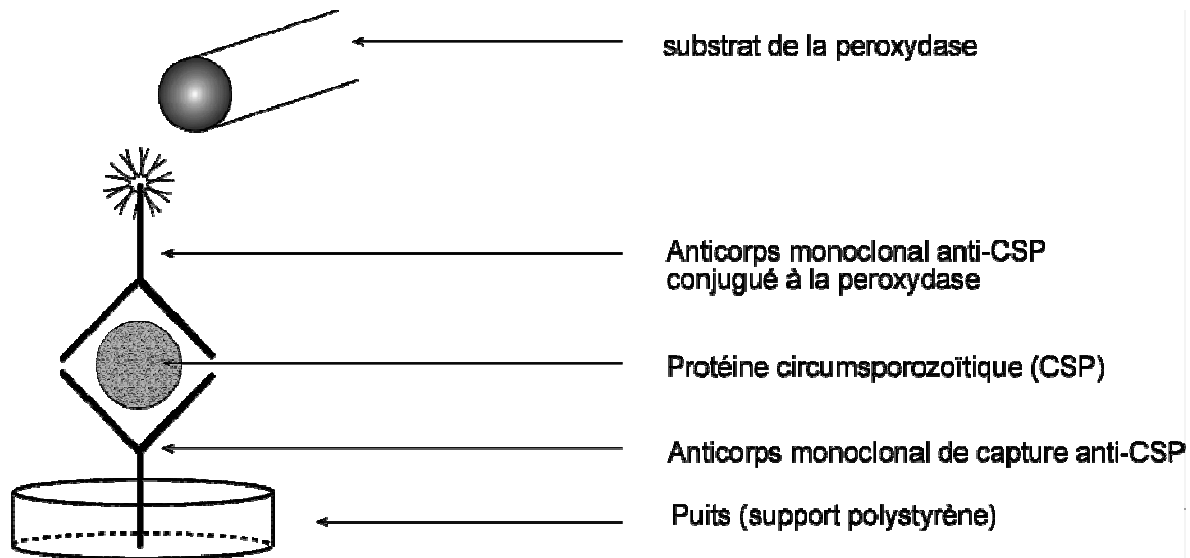 substrat de la peroxydase
Anticorps monoclonal anti-CSP
conjugué à la peroxydase
Protéine circumsporozoïtique (CSP)
Anticorps monoclonal de capture anti-CSP
Puits (support polystyrène)